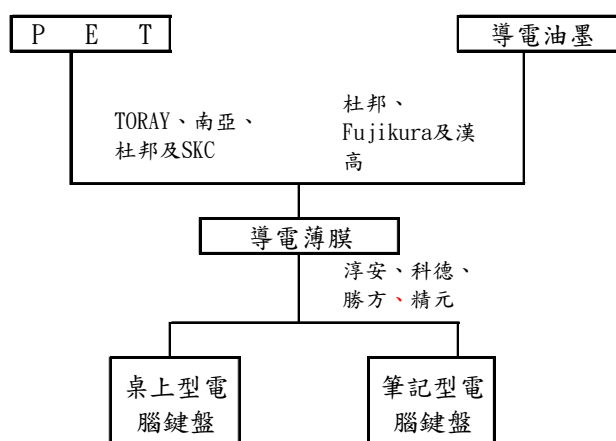 P E T
導電油墨
TORAY、南亞、
杜邦及SKC
杜邦、
Fujikura及漢
高
導電薄膜
淳安、科德、
勝方、精元
桌上型電
腦鍵盤
筆記型電
腦鍵盤